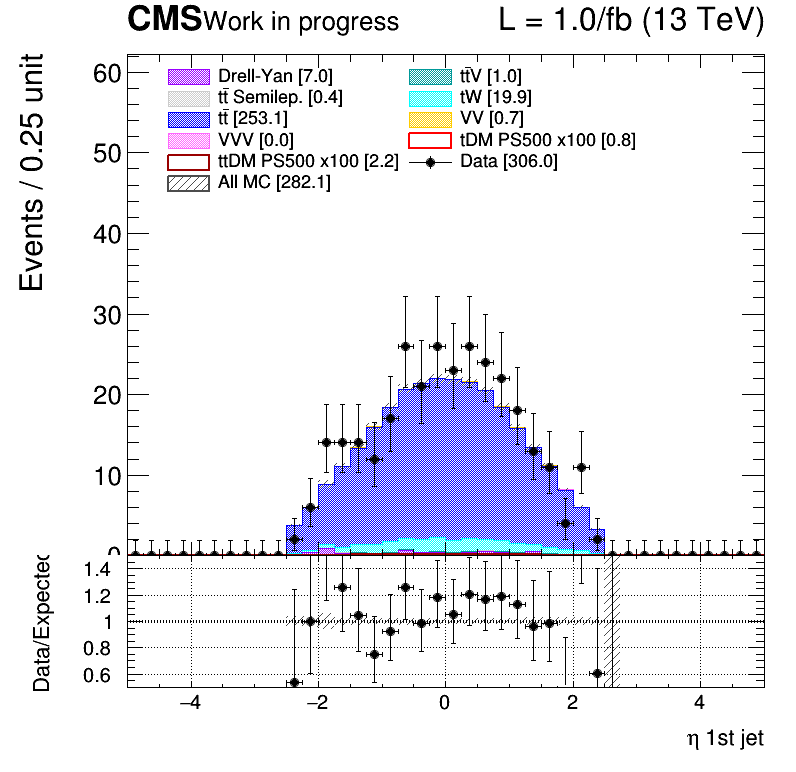 CMS Work in progress L = 1.0/fb (13 TeV)
Events / 0.25 unit
60
50
40
30
20
10
0
Drell-Yan [7.0] tt̄V [1.0]
tt̄ Semilep. [0.4] tW [19.9]
tt̄ [253.1] VV [0.7]
VVV [0.0] tDM PS500 x100 [0.8]
ttDM PS500 x100 [2.2] Data [306.0]
All MC [282.1]
Data/Expected
1.4
1.2
1
0.8
0.6
−4 −2 0 2 4
η 1st jet